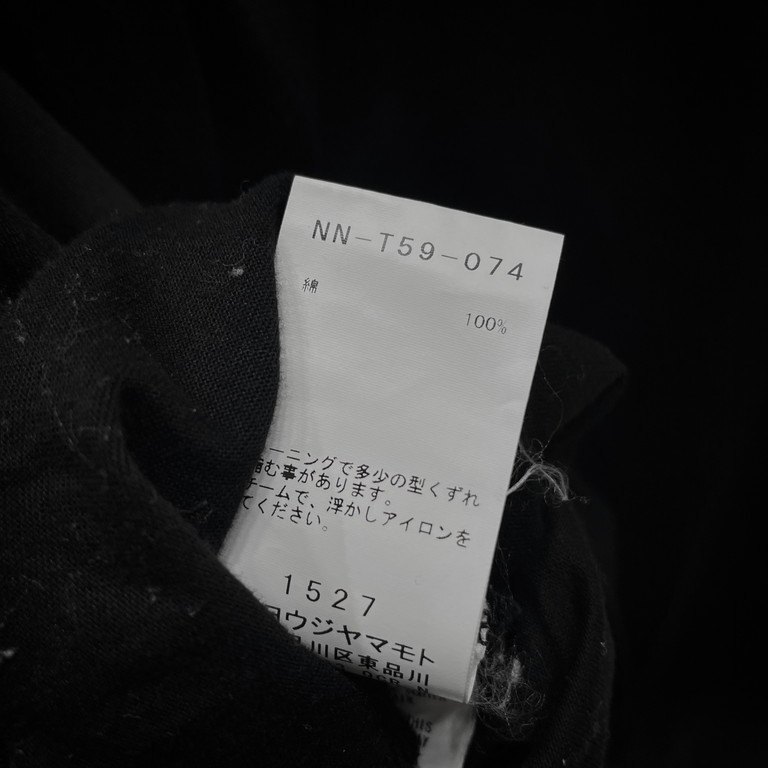 NN-T59-074
綿
100%
ーニングで多少の型くずれ
縮む事があります。
チームで、浮かしアイロンを
てください。
1527
ヨウジヤマモト
品川区東品川